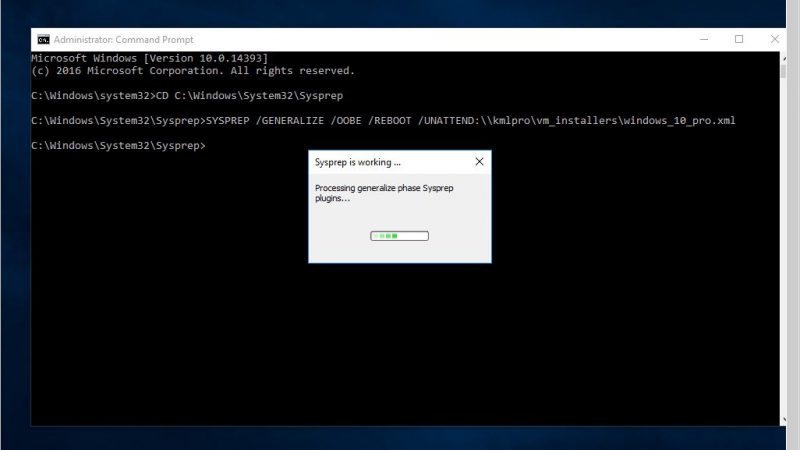 Administrator: Command Prompt
Microsoft Windows [Version 10.0.14393]
(c) 2016 Microsoft Corporation. All rights reserved.
C:\Windows\system32>CD C:\Windows\System32\Sysprep
C:\Windows\System32\Sysprep>SYSPREP /GENERALIZE /OOBE /REBOOT /UNATTEND:\\kmlpro\vm_installers\windows_10_pro.xml
C:\Windows\System32\Sysprep>
Sysprep is working ...
Processing generalize phase Sysprep
plugins...